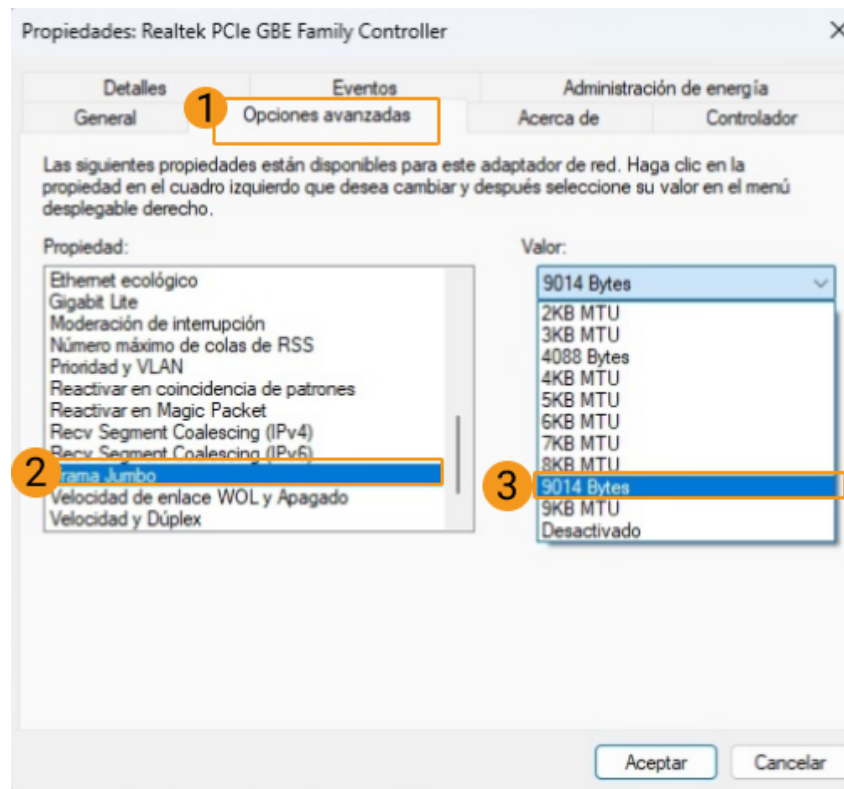 Propiedades: Realtek PCIe GBE Family Controller
Detalles Eventos Administración de energía
1
General Opciones avanzadas Acerca de Controlador
Las siguientes propiedades están disponibles para este adaptador de red. Haga clic en la
propiedad en el cuadro izquierdo que desea cambiar y después seleccione su valor en el menú
desplegable derecho.
Propiedad:
Ethernet ecológico
Gigabit Lite
Moderación de interrupción
Número máximo de colas de RSS
Prioridad y VLAN
Reactivar en coincidencia de patrones
Reactivar en Magic Packet
Recv Segment Coalescing (IPv4)
Recv Segment Coalescing (IPv6)
2
Trama Jumbo
Velocidad de enlace WOL y Apagado
Velocidad y Dúplex
Valor:
9014 Bytes
2KB MTU
3KB MTU
4088 Bytes
4KB MTU
5KB MTU
6KB MTU
7KB MTU
8KB MTU
3
9014 Bytes
9KB MTU
Desactivado
Aceptar Cancelar